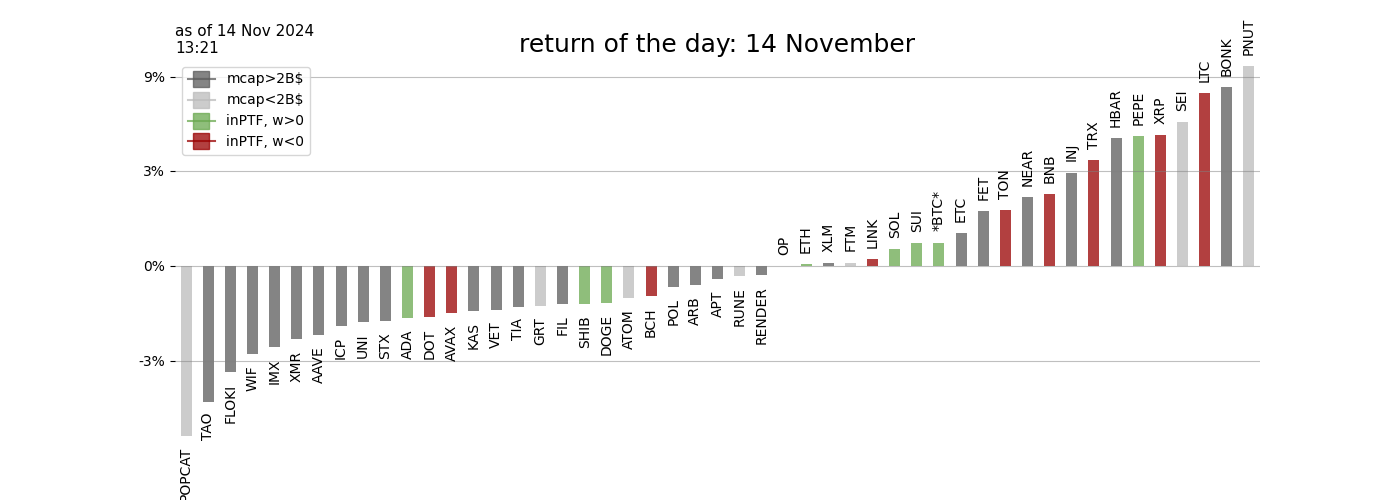 as of 14 Nov 2024
13:21
return of the day: 14 November
mcap>2B$
mcap<2B$
inPTF, w>0
inPTF, w<0
9%
3%
0%
-3%
POPCAT
TAO
FLOKI
WIF
IMX
XMR
AAVE
ICP
UNI
STX
ADA
DOT
AVAX
KAS
VET
TIA
GRT
FIL
SHIB
DOGE
ATOM
BCH
POL
ARB
APT
RUNE
RENDER
OP
ETH
XLM
FTM
LINK
SOL
SUI
*BTC*
ETC
FET
TON
NEAR
BNB
INJ
TRX
HBAR
PEPE
XRP
SEI
LTC
BONK
PNUT